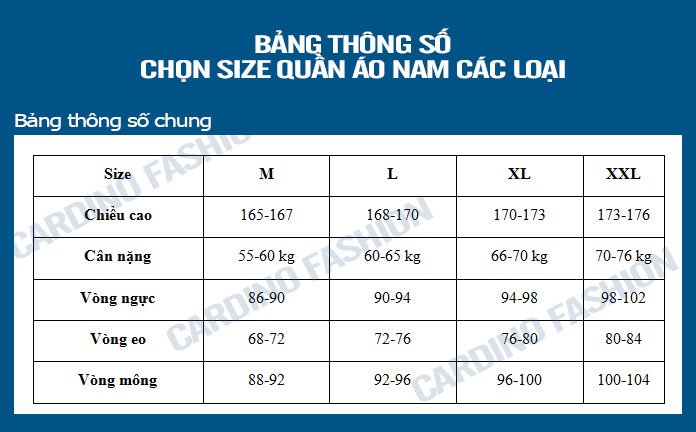 BẢNG THÔNG SỐ
CHỌN SIZE QUẦN ÁO NAM CÁC LOẠI
Bảng thông số chung
Size M L XL XXL
Chiều cao 165-167 168-170 170-173 173-176
Cân nặng 55-60 kg 60-65 kg 66-70 kg 70-76 kg
Vòng ngực 86-90 90-94 94-98 98-102
Vòng eo 68-72 72-76 76-80 80-84
Vòng mông 88-92 92-96 96-100 100-104
CARDINO FASHION
CARDINO FASHION
CARDINO FASHION